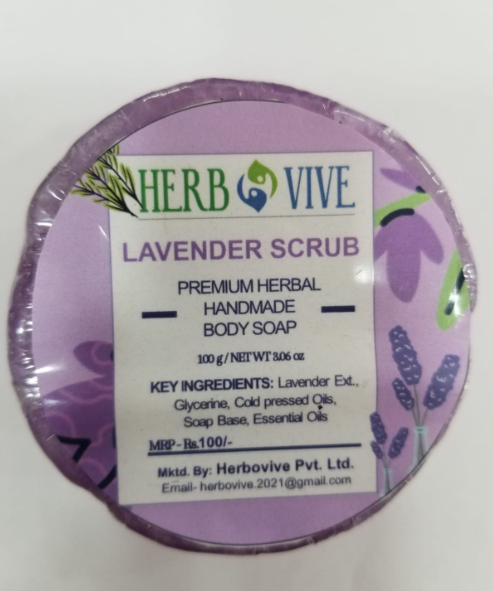 HERB VIVE
LAVENDER SCRUB
PREMIUM HERBAL
HANDMADE
BODY SOAP
100 g / NET WT 3.06 oz
KEY INGREDIENTS: Lavender Ext.,
Glycerine, Cold pressed Oils,
Soap Base, Essential Oils
MRP - Rs.100/-
Mktd. By: Herbovive Pvt. Ltd.
Email- herbovive.2021@gmail.com